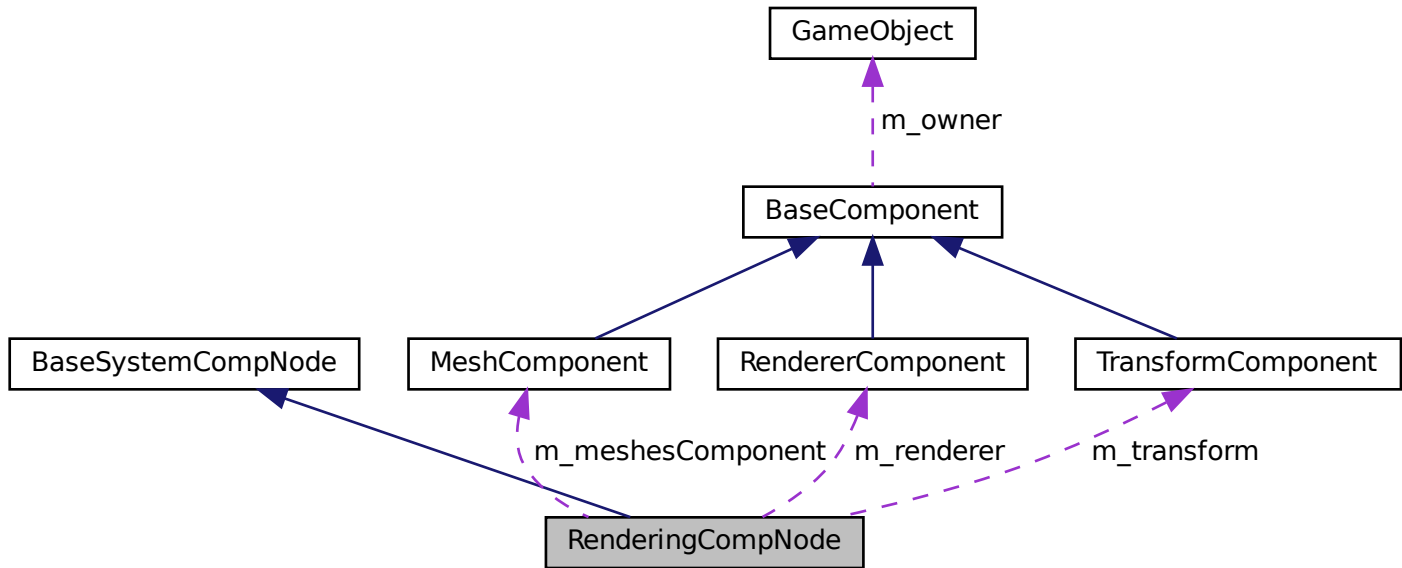 GameObject
m_owner
BaseComponent
BaseSystemCompNode
MeshComponent
RendererComponent
TransformComponent
m_meshesComponent
m_renderer
m_transform
RenderingCompNode